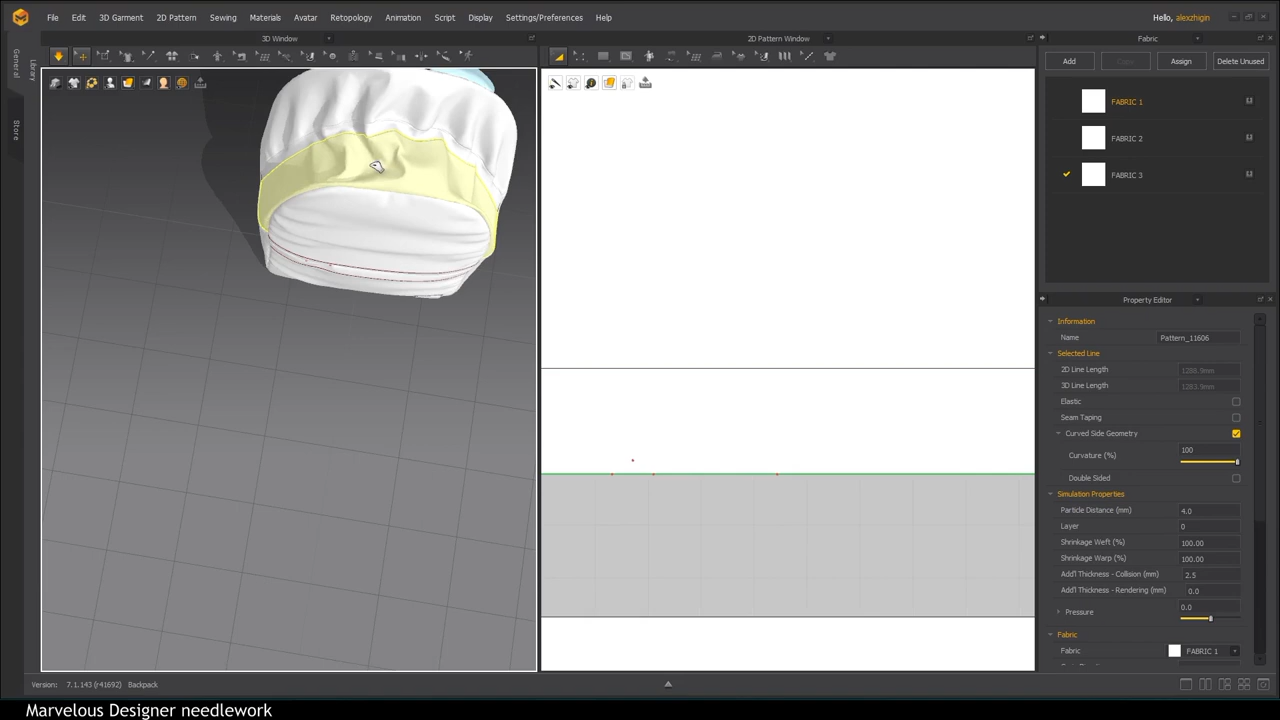 File Edit 3D Garment 2D Pattern Sewing Materials Avatar Retopology Animation Script Display Settings/Preferences Help
Hello, alexzhigin
3D Window
2D Pattern Window
Fabric
General
Library
Store
Add
Assign
Delete Unused
FABRIC 1
FABRIC 2
FABRIC 3
Property Editor
Information
Name Pattern_11606
Selected Line
2D Line Length 1288.9mm
3D Line Length 1283.9mm
Elastic
Seam Taping
Curved Side Geometry
Curvature (%) 100
Double Sided
Simulation Properties
Particle Distance (mm) 4.0
Layer 0
Shrinkage Weft (%) 100.00
Shrinkage Warp (%) 100.00
Add'l Thickness - Collision (mm) 2.5
Add'l Thickness - Rendering (mm) 0.0
Pressure 0.0
Fabric
Fabric FABRIC 1
Version: 7.1.143 (r41692) Backpack
Marvelous Designer needlework